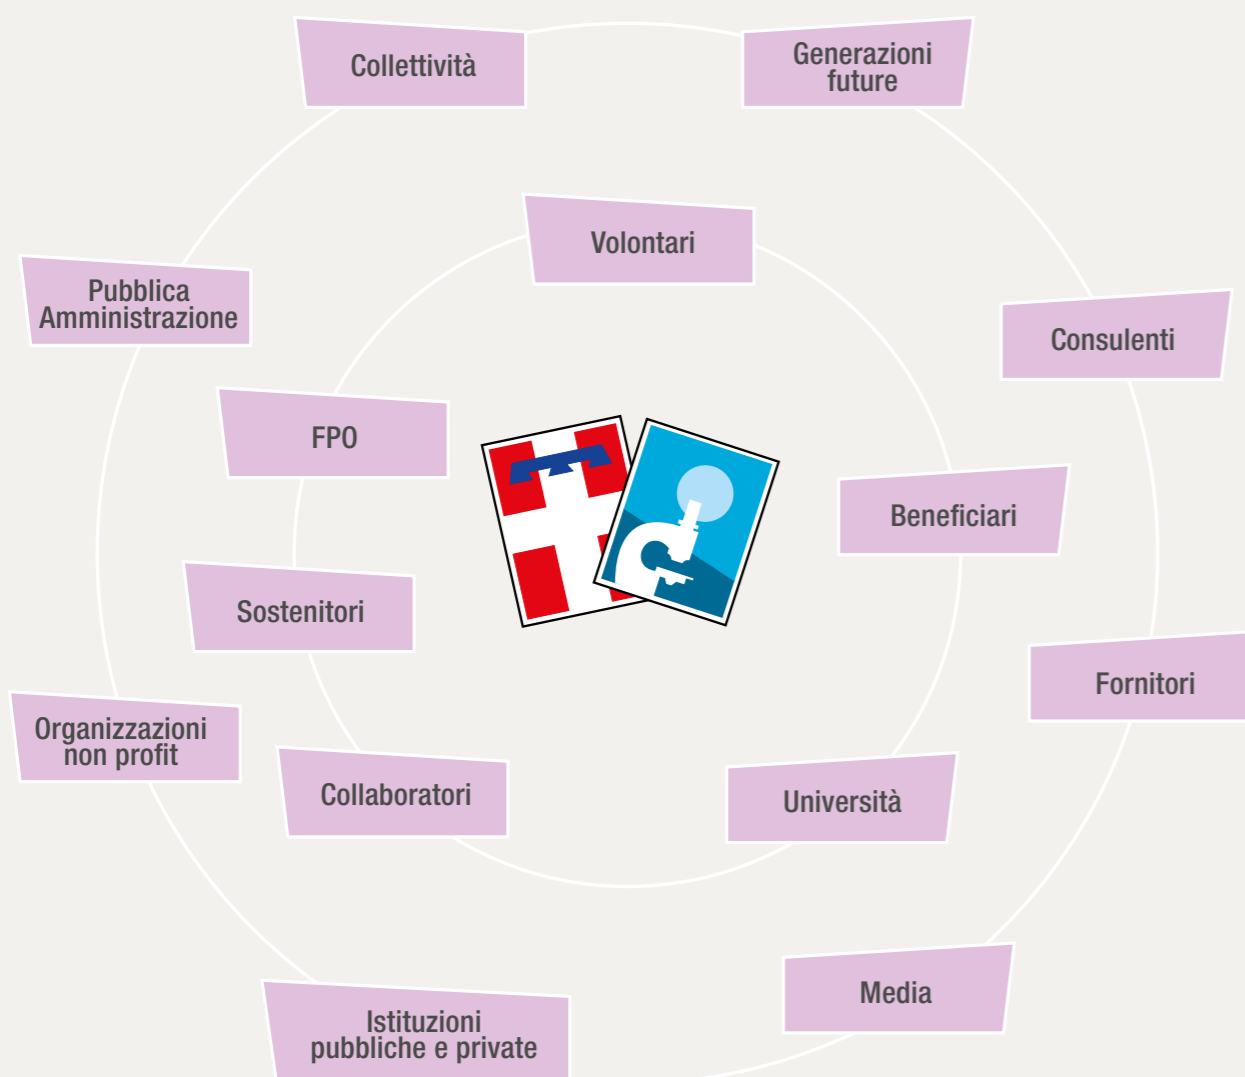 Collettività
Generazioni
future
Volontari
Pubblica
Amministrazione
Consulenti
FPO
Beneficiari
Sostenitori
Fornitori
Organizzazioni
non profit
Collaboratori
Università
Media
Istituzioni
pubbliche e private